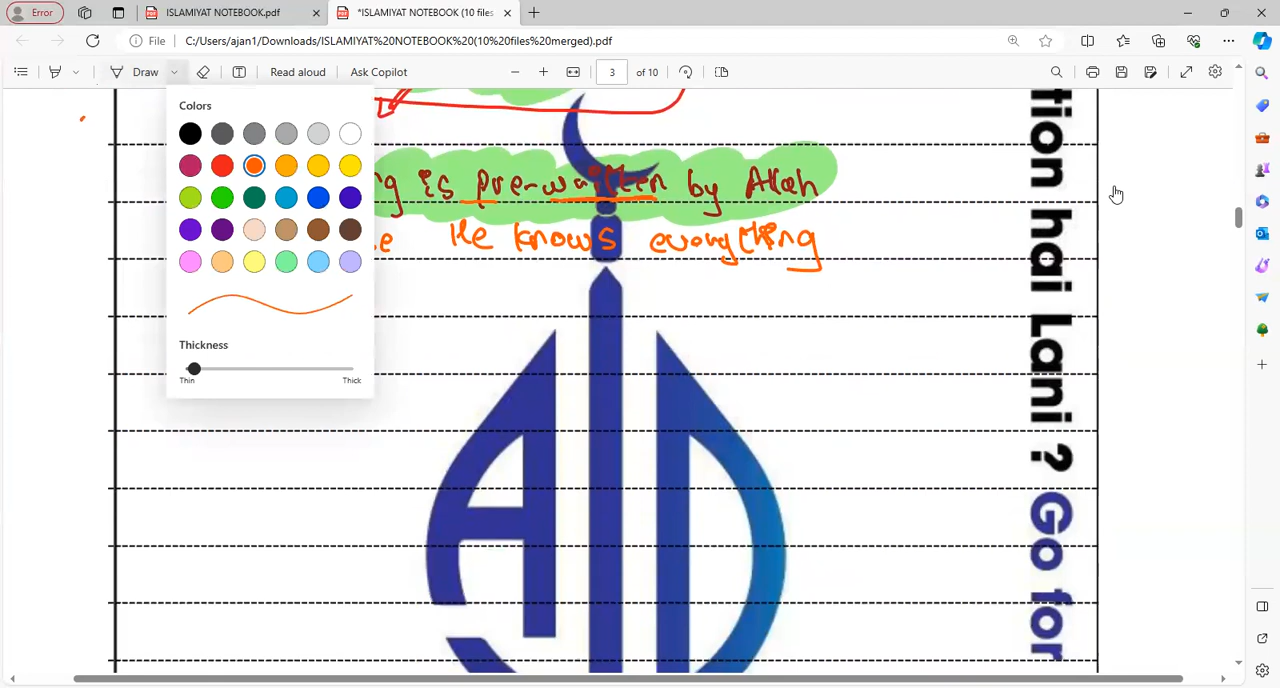 Error
ISLAMIYAT NOTEBOOK.pdf
*ISLAMIYAT NOTEBOOK (10 files
File
C:/Users/ajan1/Downloads/ISLAMIYAT%20NOTEBOOK%20(10%20files%20merged).pdf
Draw
Read aloud
Ask Copilot
3
of 10
Colors
Thickness
Thin
Thick
g is pre-written by Allah
e He knows everything
tion hai Lani ? Go for
AD